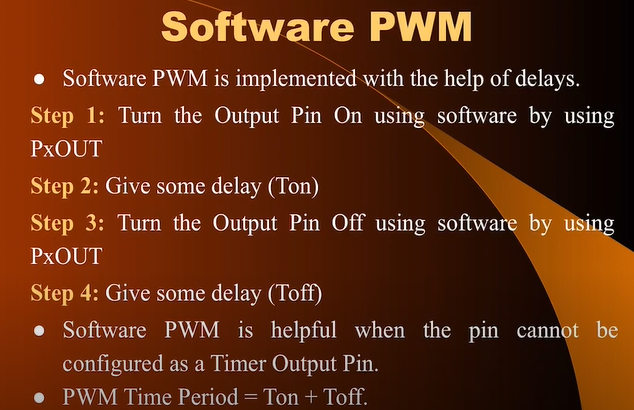 Software PWM
● Software PWM is implemented with the help of delays.
Step 1: Turn the Output Pin On using software by using
PxOUT
Step 2: Give some delay (Ton)
Step 3: Turn the Output Pin Off using software by using
PxOUT
Step 4: Give some delay (Toff)
● Software PWM is helpful when the pin cannot be
configured as a Timer Output Pin.
● PWM Time Period = Ton + Toff.